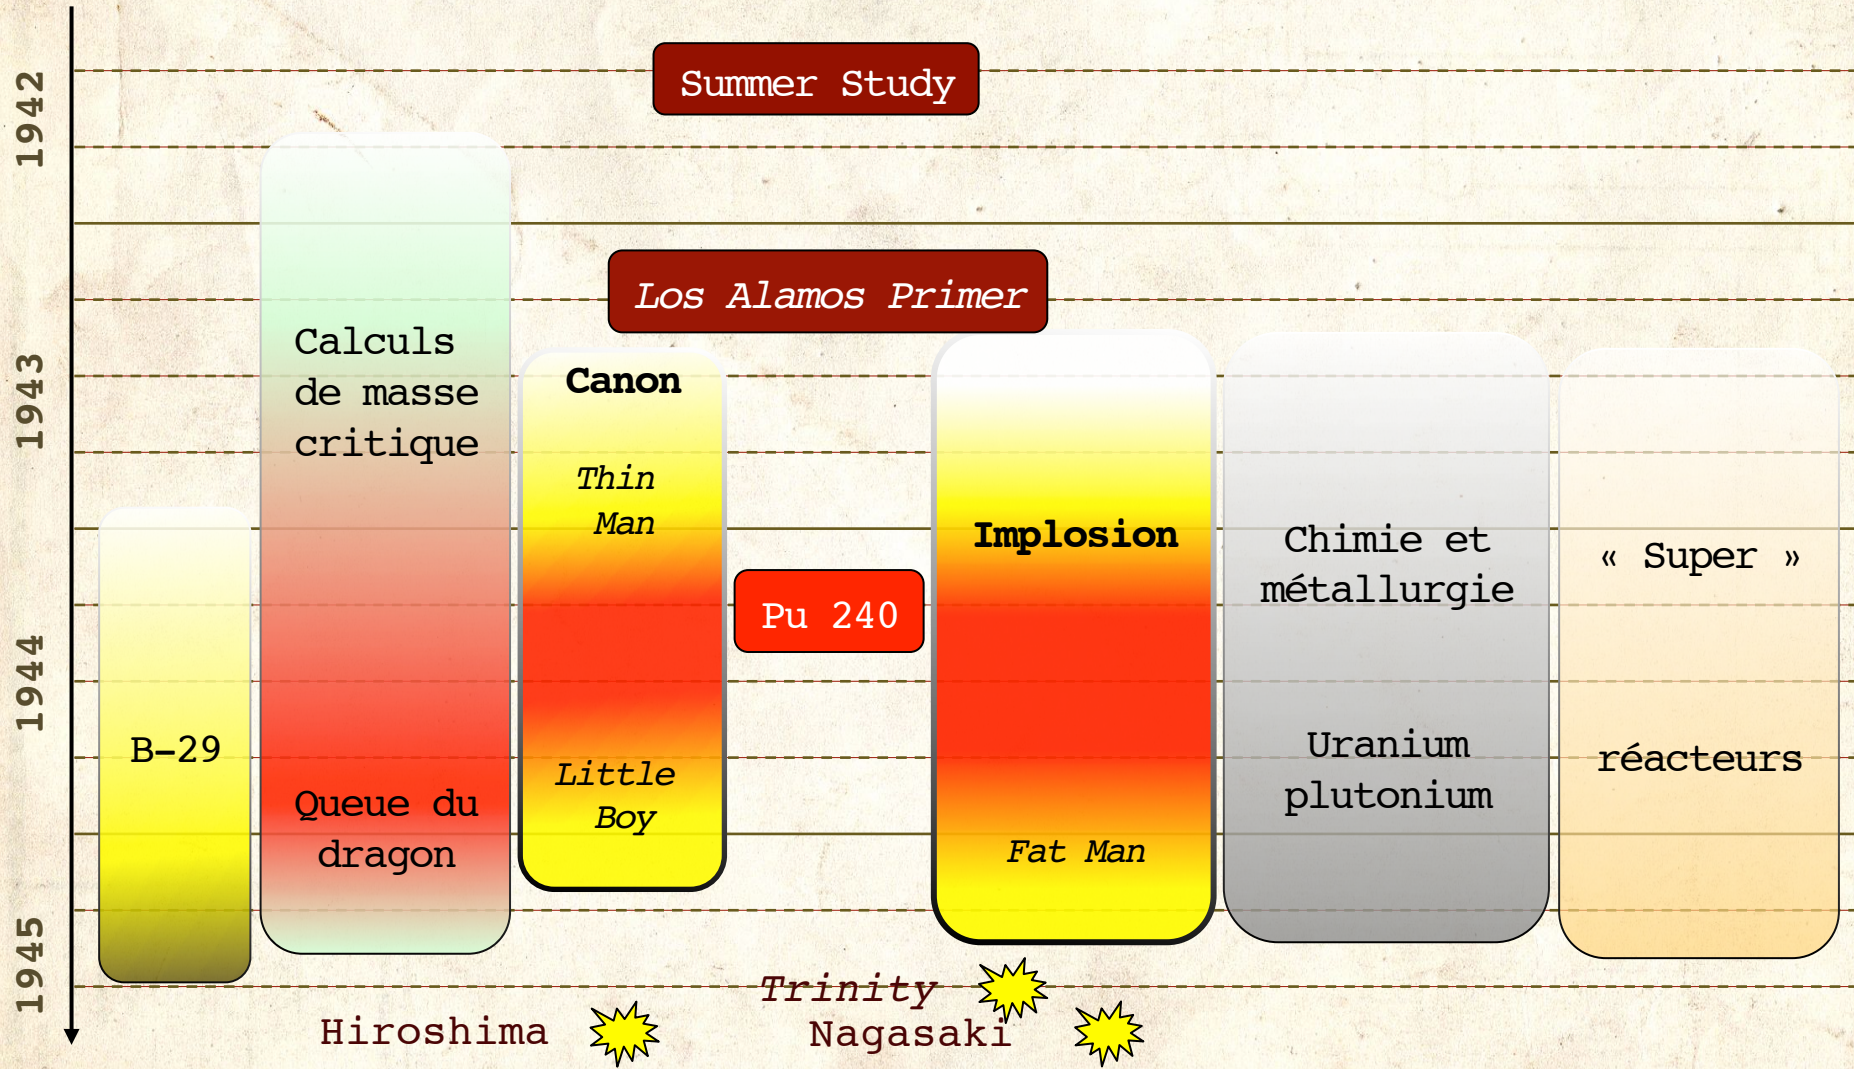 1942
1943
1944
1945
Summer Study
Los Alamos Primer
B-29
Calculs
de masse
critique
Queue du
dragon
Canon
Thin
Man
Little
Boy
Pu 240
Implosion
Fat Man
Chimie et
métallurgie
Uranium
plutonium
« Super »
réacteurs
Trinity
Hiroshima
Nagasaki